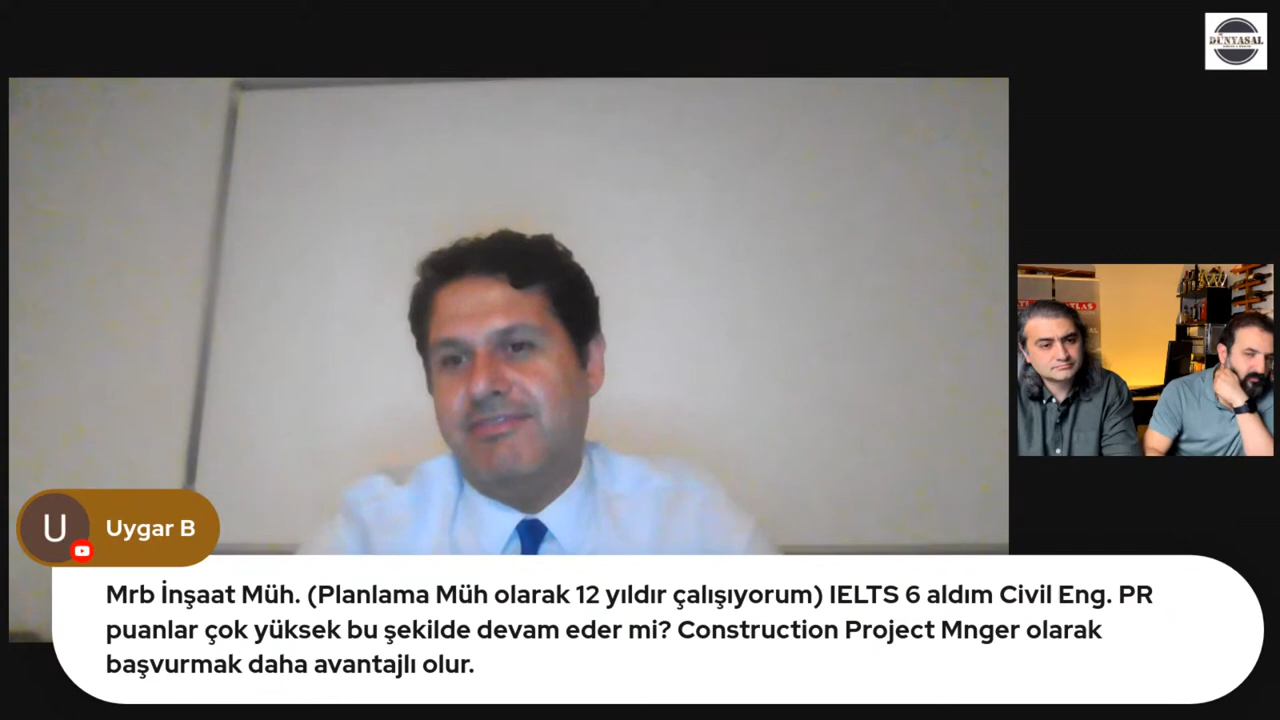 DÜNYASAL
U
Uygar B
Mrb İnşaat Müh. (Planlama Müh olarak 12 yıldır çalışıyorum) IELTS 6 aldım Civil Eng. PR
puanlar çok yüksek bu şekilde devam eder mi? Construction Project Mnger olarak
başvurmak daha avantajlı olur.